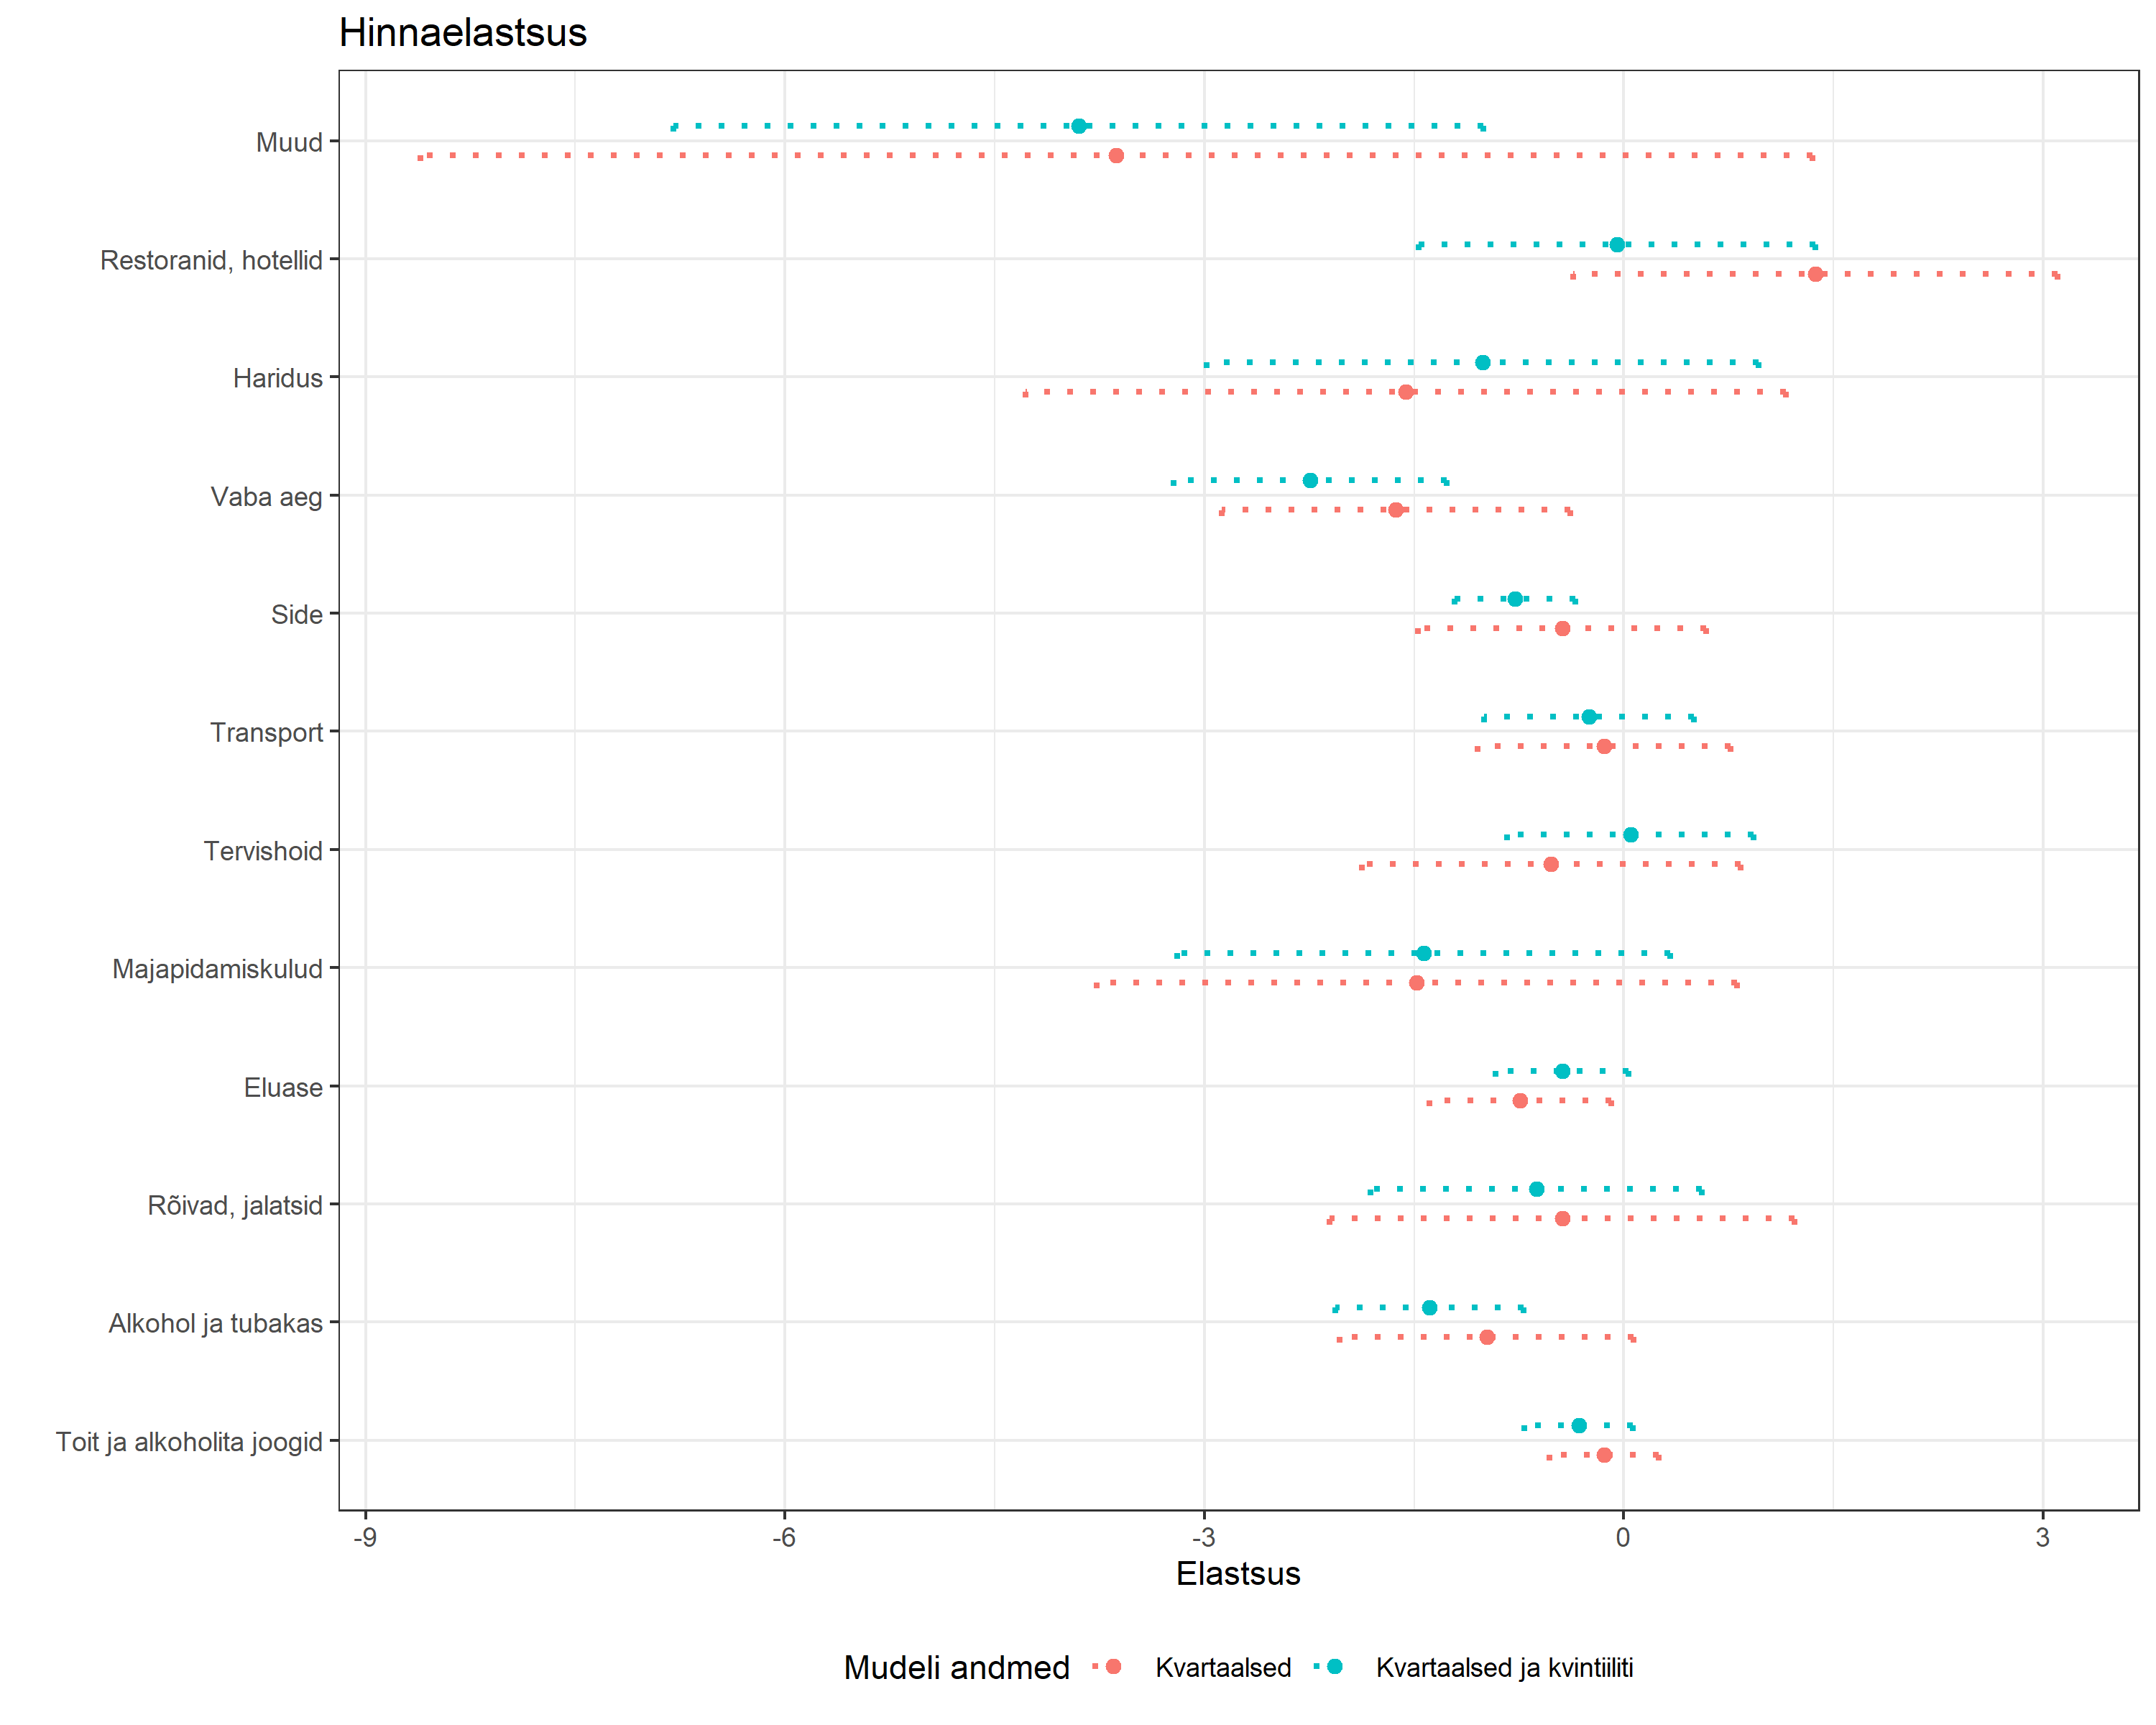 Hinnaelastsus
Muud
Restoranid, hotellid
Haridus
Vaba aeg
Side
Transport
Tervishoid
Majapidamiskulud
Eluase
Rõivad, jalatsid
Alkohol ja tubakas
Toit ja alkoholita joogid
-9 -6 -3 0 3
Elastsus
Mudeli andmed Kvartaalsed Kvartaalsed ja kvintiiliti